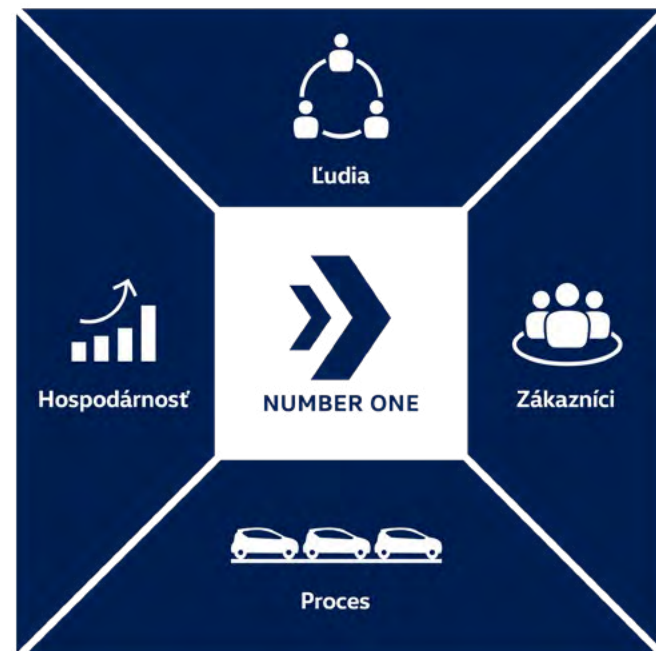 Ľudia
Hospodárnosť
NUMBER ONE
Zákazníci
Proces